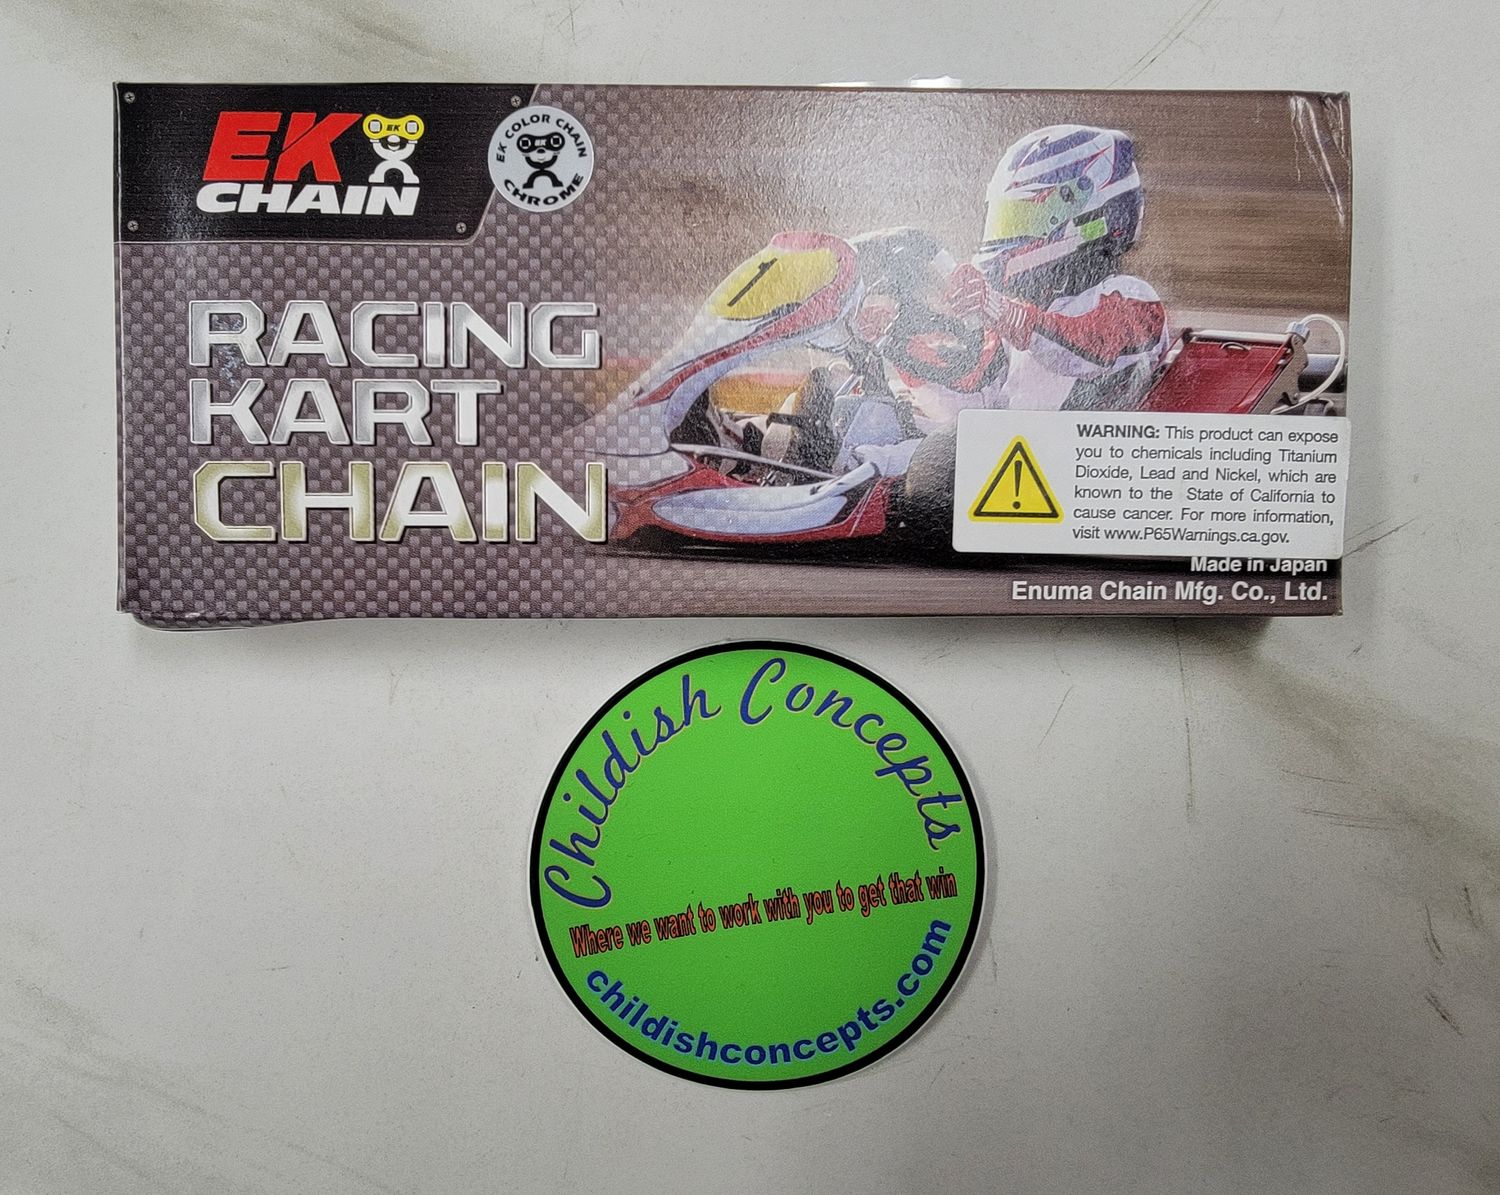 EK
EK
CHAIN
EK COLOR CHAIN
EK
CHROME
RACING
KART
CHAIN
1
WARNING: This product can expose
you to chemicals including Titanium
Dioxide, Lead and Nickel, which are
known to the State of California to
cause cancer. For more information,
visit www.P65Warnings.ca.gov.
Made in Japan
Enuma Chain Mfg. Co., Ltd.
Childish Concepts
Where we want to work with you to get that win
childishconcepts.com